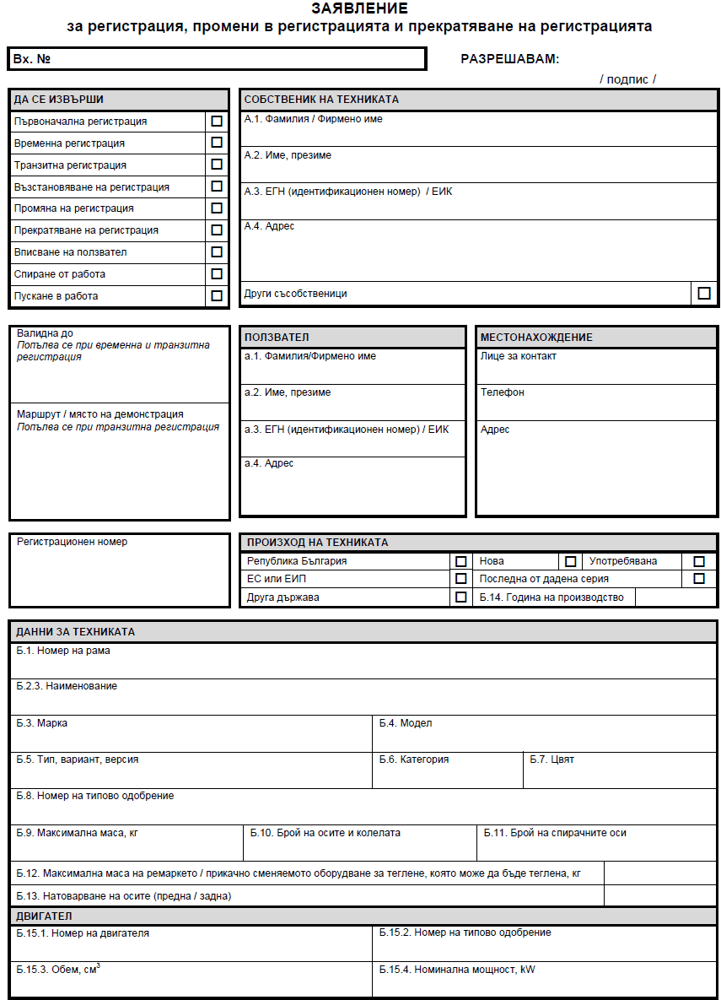 ЗАЯВЛЕНИЕ
за регистрация, промени в регистрацията и прекратяване на регистрацията
Вх. №
РАЗРЕШАВАМ:
/ подпис /
ДА СЕ ИЗВЪРШИ
Първоначална регистрация
Временна регистрация
Транзитна регистрация
Възстановяване на регистрация
Промяна на регистрация
Прекратяване на регистрация
Вписване на ползвател
Спиране от работа
Пускане в работа
СОБСТВЕНИК НА ТЕХНИКАТА
А.1. Фамилия / Фирмено име
А.2. Име, презиме
А.3. ЕГН (идентификационен номер) / ЕИК
А.4. Адрес
Други съсобственици
Валидна до
Попълва се при временна и транзитна
регистрация
Маршрут / място на демонстрация
Попълва се при транзитна регистрация
ПОЛЗВАТЕЛ
а.1. Фамилия/Фирмено име
а.2. Име, презиме
а.3. ЕГН (идентификационен номер) / ЕИК
а.4. Адрес
МЕСТОНАХОЖДЕНИЕ
Лице за контакт
Телефон
Адрес
Регистрационен номер
ПРОИЗХОД НА ТЕХНИКАТА
Република България
Нова
Употребявана
ЕС или ЕИП
Последна от дадена серия
Друга държава
Б.14. Година на производство
ДАННИ ЗА ТЕХНИКАТА
Б.1. Номер на рама
Б.2.3. Наименование
Б.3. Марка
Б.4. Модел
Б.5. Тип, вариант, версия
Б.6. Категория
Б.7. Цвят
Б.8. Номер на типово одобрение
Б.9. Максимална маса, кг
Б.10. Брой на осите и колелата
Б.11. Брой на спирачните оси
Б.12. Максимална маса на ремаркето / прикачно сменяемото оборудване за теглене, която може да бъде теглена, кг
Б.13. Натоварване на осите (предна / задна)
ДВИГАТЕЛ
Б.15.1. Номер на двигателя
Б.15.2. Номер на типово одобрение
Б.15.3. Обем, см³
Б.15.4. Номинална мощност, kW